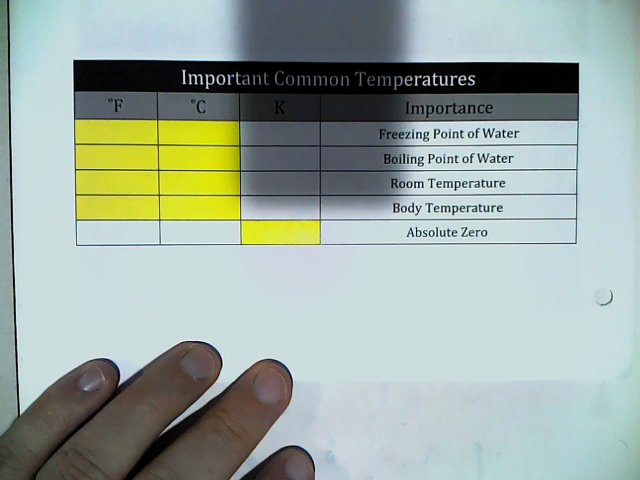 Important Common Temperatures
°F °C K Importance
Freezing Point of Water
Boiling Point of Water
Room Temperature
Body Temperature
Absolute Zero